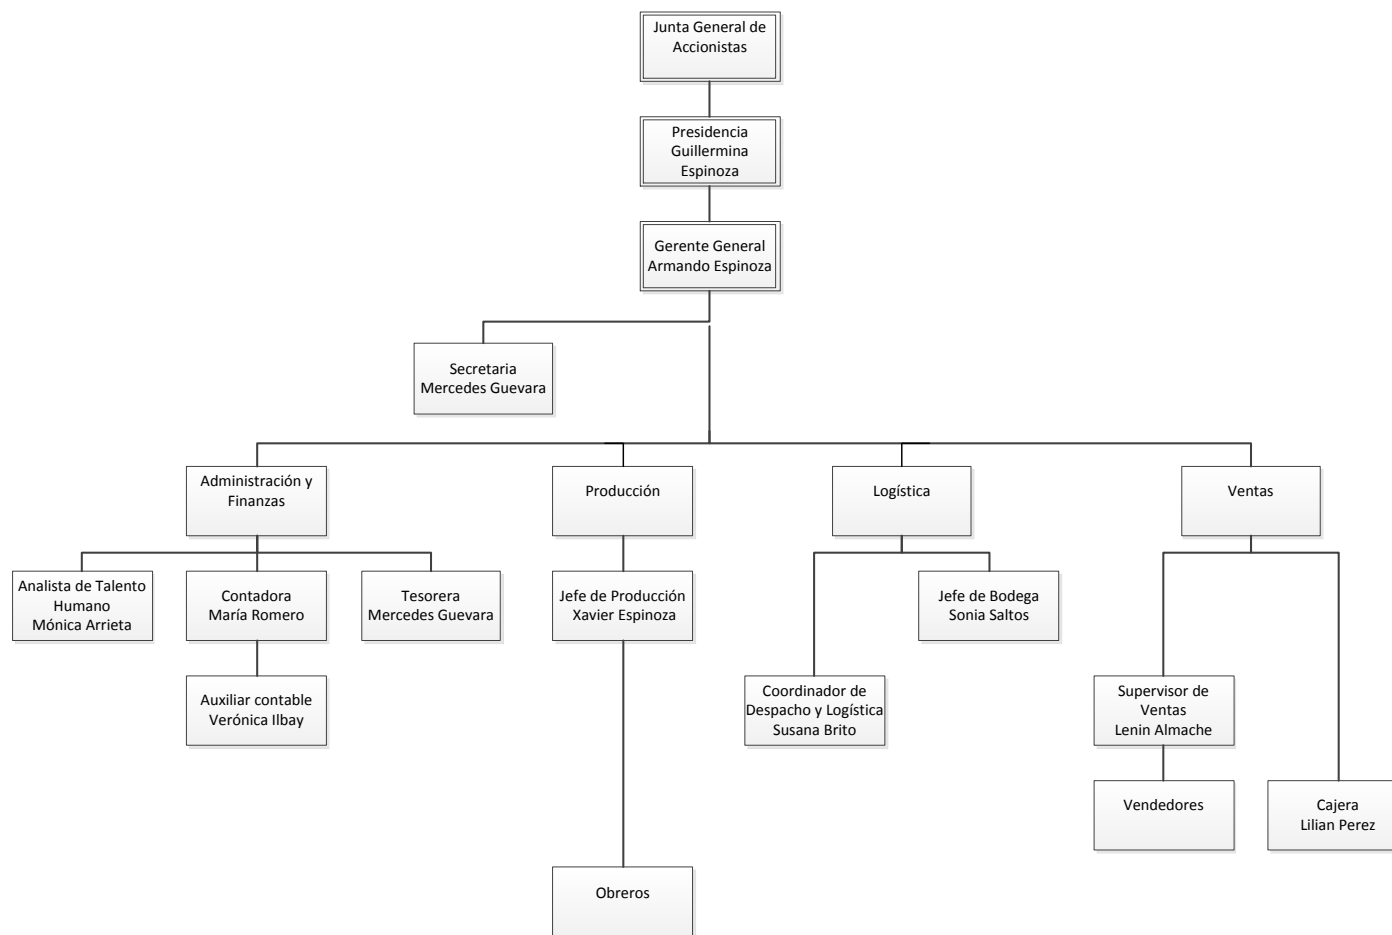 Junta General de
Accionistas
Presidencia
Guillermina
Espinoza
Gerente General
Armando Espinoza
Secretaria
Mercedes Guevara
Administración y
Finanzas
Producción
Logística
Ventas
Analista de Talento
Humano
Mónica Arrieta
Contadora
María Romero
Tesorera
Mercedes Guevara
Jefe de Producción
Xavier Espinoza
Jefe de Bodega
Sonia Saltos
Auxiliar contable
Verónica Ilbay
Coordinador de
Despacho y Logística
Susana Brito
Supervisor de
Ventas
Lenin Almache
Vendedores
Cajera
Lilian Perez
Obreros